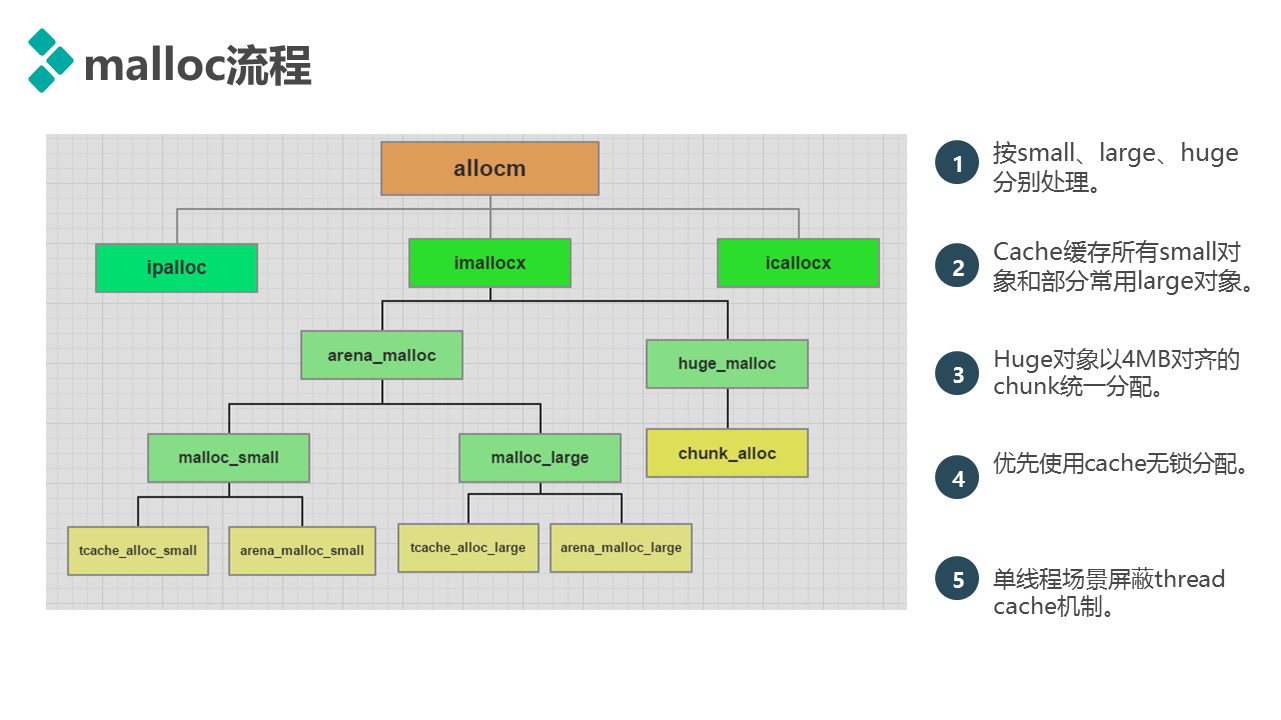 malloc流程
allocm
ipalloc
imallocx
icallocx
arena_malloc
huge_malloc
malloc_small
malloc_large
chunk_alloc
tcache_alloc_small
arena_malloc_small
tcache_alloc_large
arena_malloc_large
1
按small、large、huge
分别处理。
2
Cache缓存所有small对
象和部分常用large对象。
3
Huge对象以4MB对齐的
chunk统一分配。
4
优先使用cache无锁分配。
5
单线程场景屏蔽thread
cache机制。